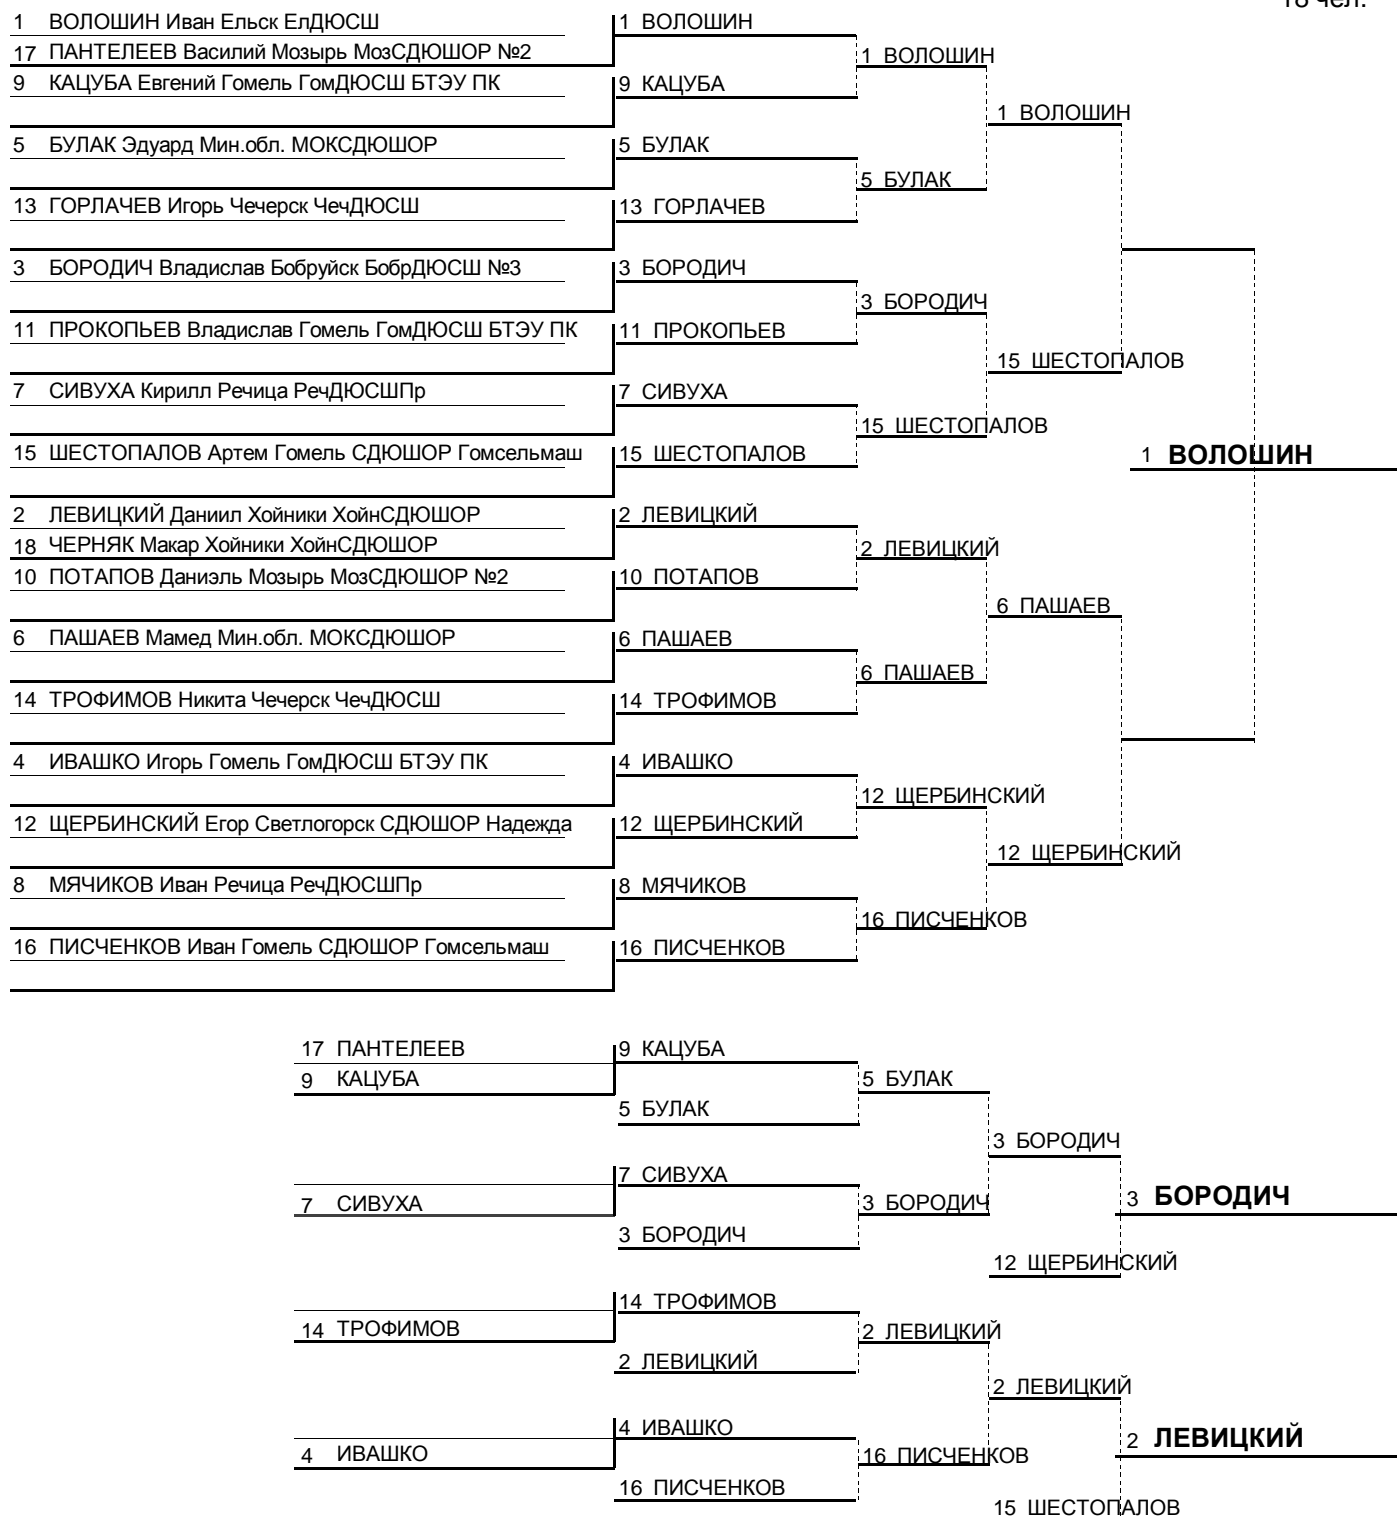 18 чел.
1 ВОЛОШИН Иван Ельск ЕлДЮСШ
1 ВОЛОШИН
17 ПАНТЕЛЕЕВ Василий Мозырь МозСДЮШОР №2
1 ВОЛОШИН
9 КАЦУБА Евгений Гомель ГомДЮСШ БТЭУ ПК
9 КАЦУБА
1 ВОЛОШИН
5 БУЛАК Эдуард Мин.обл. МОКСДЮШОР
5 БУЛАК
5 БУЛАК
13 ГОРЛАЧЕВ Игорь Чечерск ЧечДЮСШ
13 ГОРЛАЧЕВ
3 БОРОДИЧ Владислав Бобруйск БобрДЮСШ №3
3 БОРОДИЧ
3 БОРОДИЧ
11 ПРОКОПЬЕВ Владислав Гомель ГомДЮСШ БТЭУ ПК
11 ПРОКОПЬЕВ
15 ШЕСТОПАЛОВ
7 СИВУХА Кирилл Речица РечДЮСШПр
7 СИВУХА
15 ШЕСТОПАЛОВ
15 ШЕСТОПАЛОВ Артем Гомель СДЮШОР Гомсельмаш
15 ШЕСТОПАЛОВ
1 ВОЛОШИН
2 ЛЕВИЦКИЙ Даниил Хойники ХойнСДЮШОР
2 ЛЕВИЦКИЙ
18 ЧЕРНЯК Макар Хойники ХойнСДЮШОР
2 ЛЕВИЦКИЙ
10 ПОТАПОВ Даниэль Мозырь МозСДЮШОР №2
10 ПОТАПОВ
6 ПАШАЕВ
6 ПАШАЕВ Мамед Мин.обл. МОКСДЮШОР
6 ПАШАЕВ
6 ПАШАЕВ
14 ТРОФИМОВ Никита Чечерск ЧечДЮСШ
14 ТРОФИМОВ
4 ИВАШКО Игорь Гомель ГомДЮСШ БТЭУ ПК
4 ИВАШКО
12 ЩЕРБИНСКИЙ
12 ЩЕРБИНСКИЙ Егор Светлогорск СДЮШОР Надежда
12 ЩЕРБИНСКИЙ
12 ЩЕРБИНСКИЙ
8 МЯЧИКОВ Иван Речица РечДЮСШПр
8 МЯЧИКОВ
16 ПИСЧЕНКОВ
16 ПИСЧЕНКОВ Иван Гомель СДЮШОР Гомсельмаш
16 ПИСЧЕНКОВ
17 ПАНТЕЛЕЕВ
9 КАЦУБА
9 КАЦУБА
5 БУЛАК
5 БУЛАК
3 БОРОДИЧ
7 СИВУХА
7 СИВУХА
3 БОРОДИЧ
3 БОРОДИЧ
3 БОРОДИЧ
12 ЩЕРБИНСКИЙ
14 ТРОФИМОВ
14 ТРОФИМОВ
2 ЛЕВИЦКИЙ
2 ЛЕВИЦКИЙ
2 ЛЕВИЦКИЙ
4 ИВАШКО
4 ИВАШКО
16 ПИСЧЕНКОВ
2 ЛЕВИЦКИЙ
16 ПИСЧЕНКОВ
15 ШЕСТОПАЛОВ